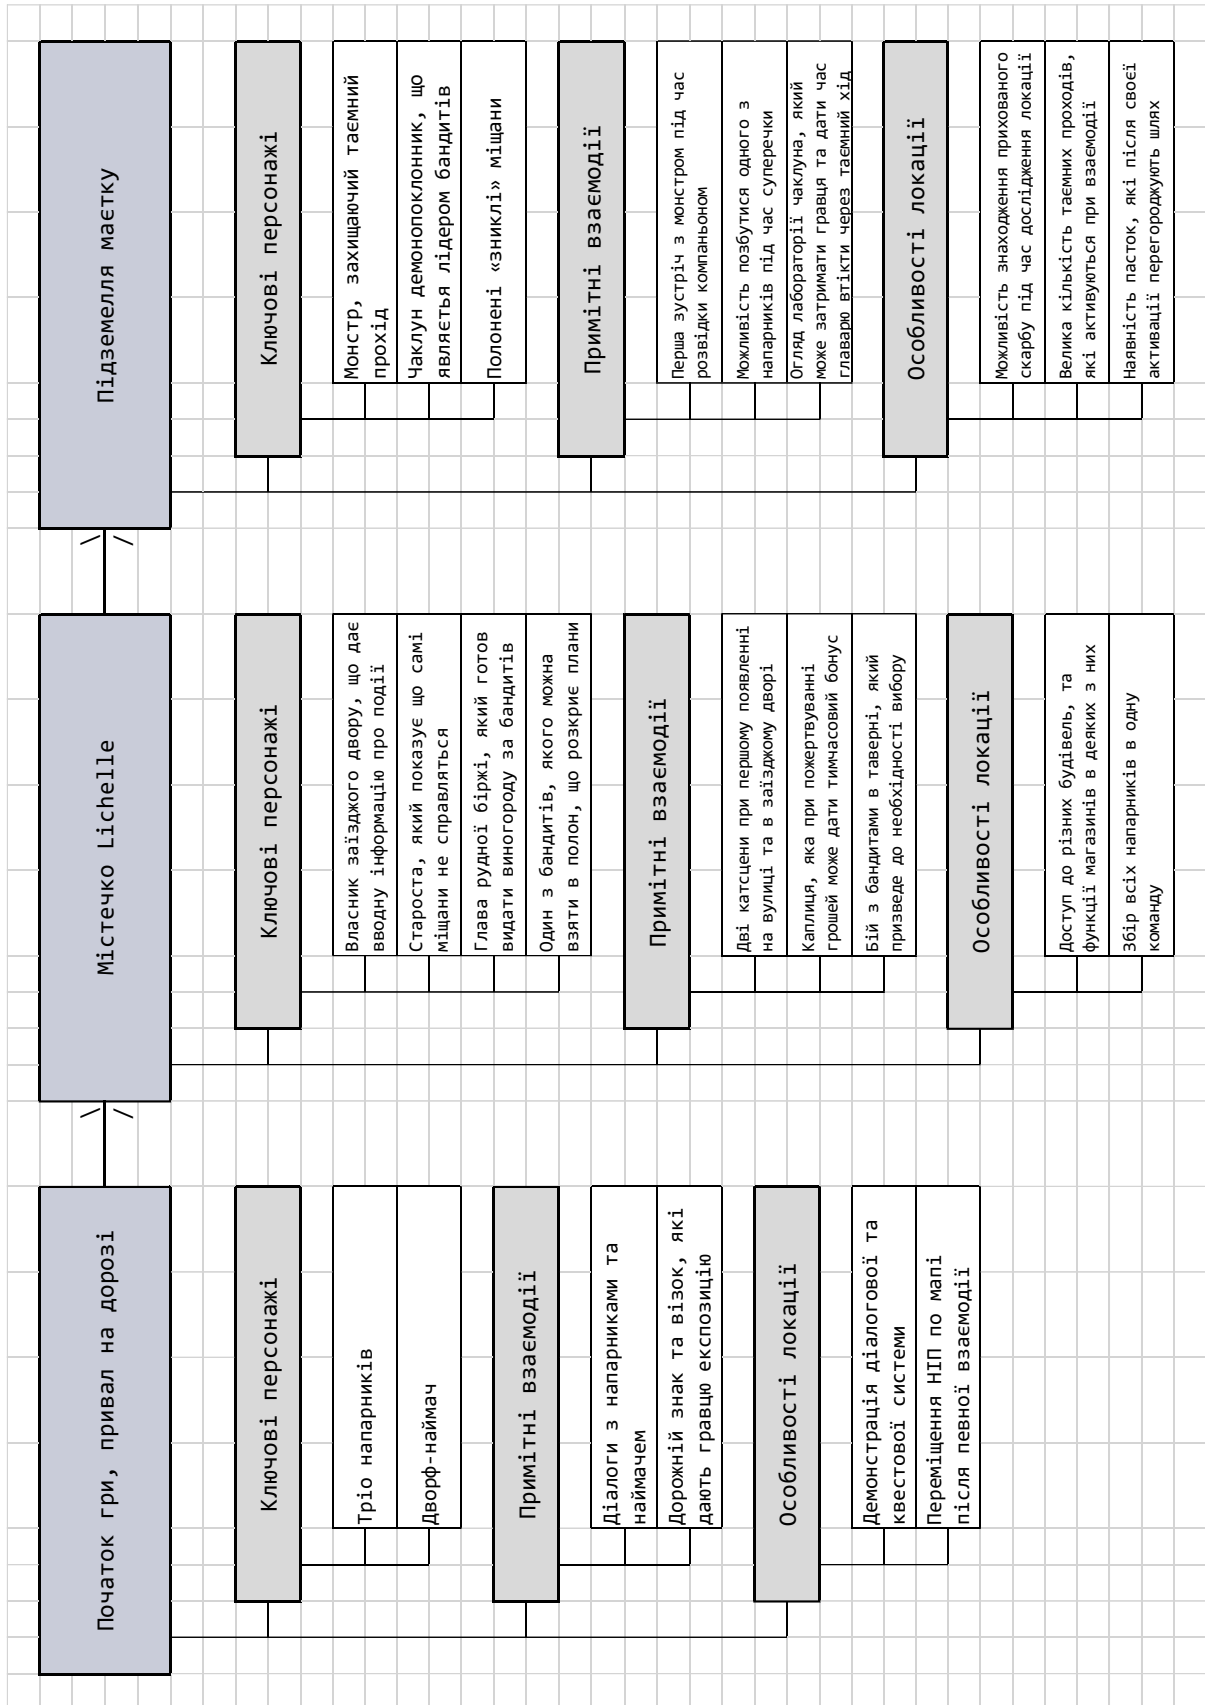 Початок гри, привал на дорозі
Ключові персонажі
Тріо напарників
Дворф-наймач
Примітні взаємодії
Діалоги з напарниками та
наймачем
Дорожній знак та візок, які
дають гравцю експозицію
Особливості локації
Демонстрація діалогової та
квестової системи
Переміщення НІП по мапі
після певної взаємодії
Містечко Lichelle
Ключові персонажі
Власник заїзджого двору, що дає
вводну інформацію про події
Староста, який показує що самі
міщани не справляться
Глава рудної біржі, який готов
видати виногороду за бандитів
Один з бандитів, якого можна
взяти в полон, що розкриє плани
Примітні взаємодії
Дві катсцени при першому появленні
на вулиці та в заїзджому дворі
Каплиця, яка при пожертвуванні
грошей може дати тимчасовий бонус
Бій з бандитами в таверні, який
призведе до необхідності вибору
Особливості локації
Доступ до різних будівель, та
функції магазинів в деяких з них
Збір всіх напарників в одну
команду
Підземелля маєтку
Ключові персонажі
Монстр, захищаючий таємний
прохід
Чаклун демонопоклонник, що
являється лідером бандитів
Полонені «зниклі» міщани
Примітні взаємодії
Перша зустріч з монстром під час
розвідки компаньоном
Можливість позбутися одного з
напарників під час суперечки
Огляд лабораторії чаклуна, який
може затримати гравця та дати час
главарю втікти через таємний хід
Особливості локації
Можливість знаходження прихованого
скарбу під час дослідження локації
Велика кількість таємних проходів,
які активуються при взаємодії
Наявність пасток, які після своєї
активації перегороджують шлях